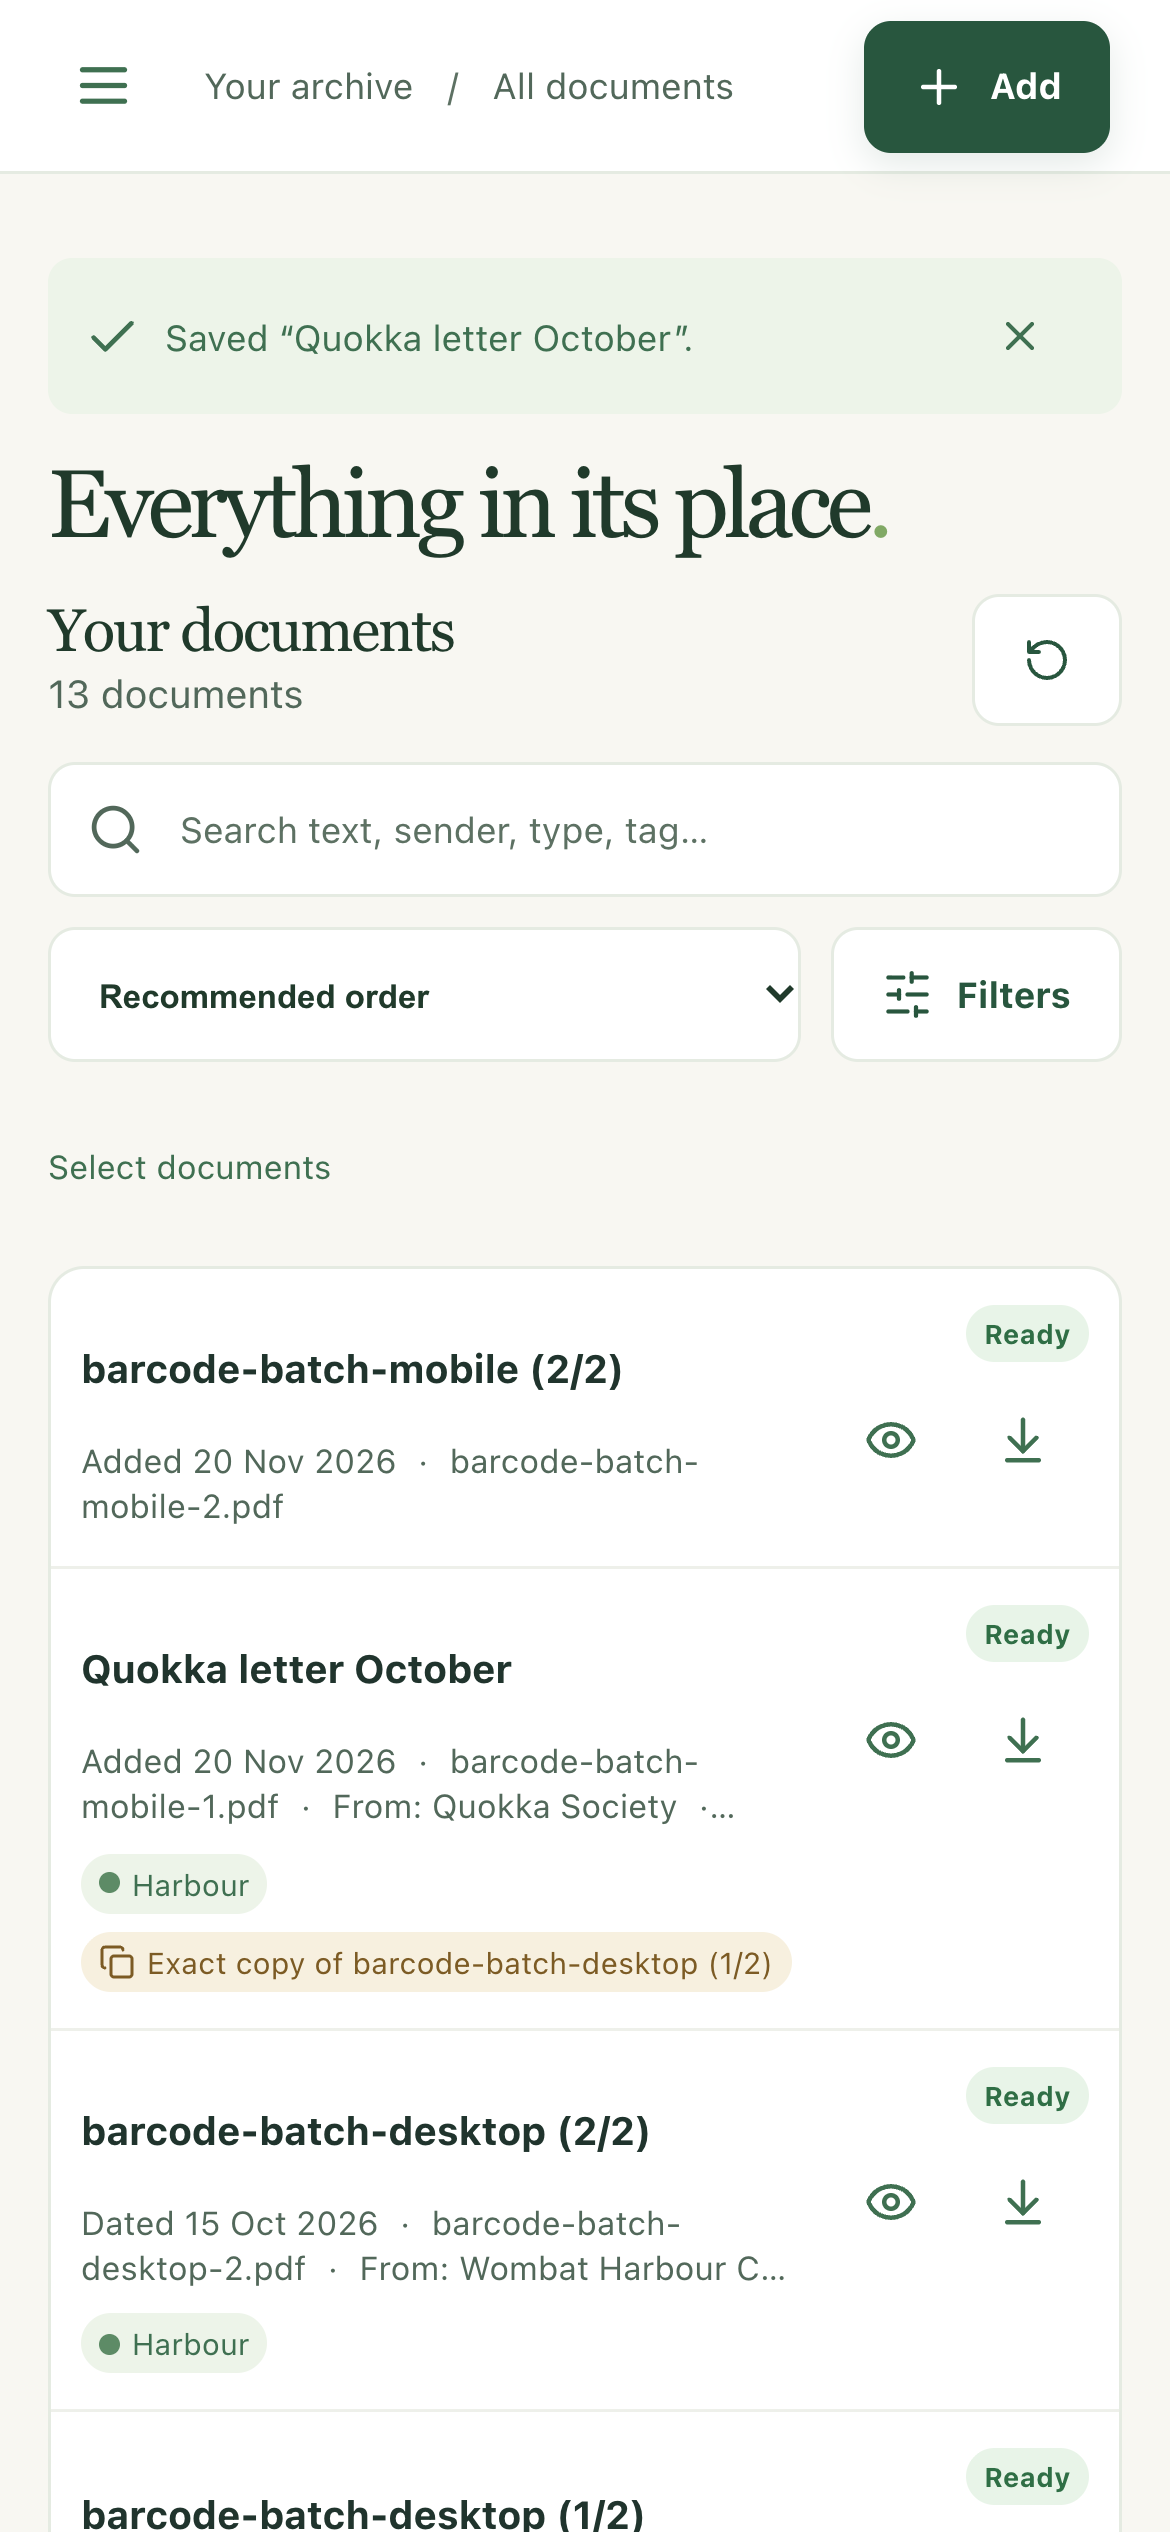 Your archive / All documents
Add
Saved “Quokka letter October”.
Everything in its place.
Your documents
13 documents
Search text, sender, type, tag...
Recommended order
Filters
Select documents
Ready
barcode-batch-mobile (2/2)
Added 20 Nov 2026 · barcode-batch-
mobile-2.pdf
Ready
Quokka letter October
Added 20 Nov 2026 · barcode-batch-
mobile-1.pdf · From: Quokka Society ·...
Harbour
Exact copy of barcode-batch-desktop (1/2)
Ready
barcode-batch-desktop (2/2)
Dated 15 Oct 2026 · barcode-batch-
desktop-2.pdf · From: Wombat Harbour C...
Harbour
Ready
barcode-batch-desktop (1/2)